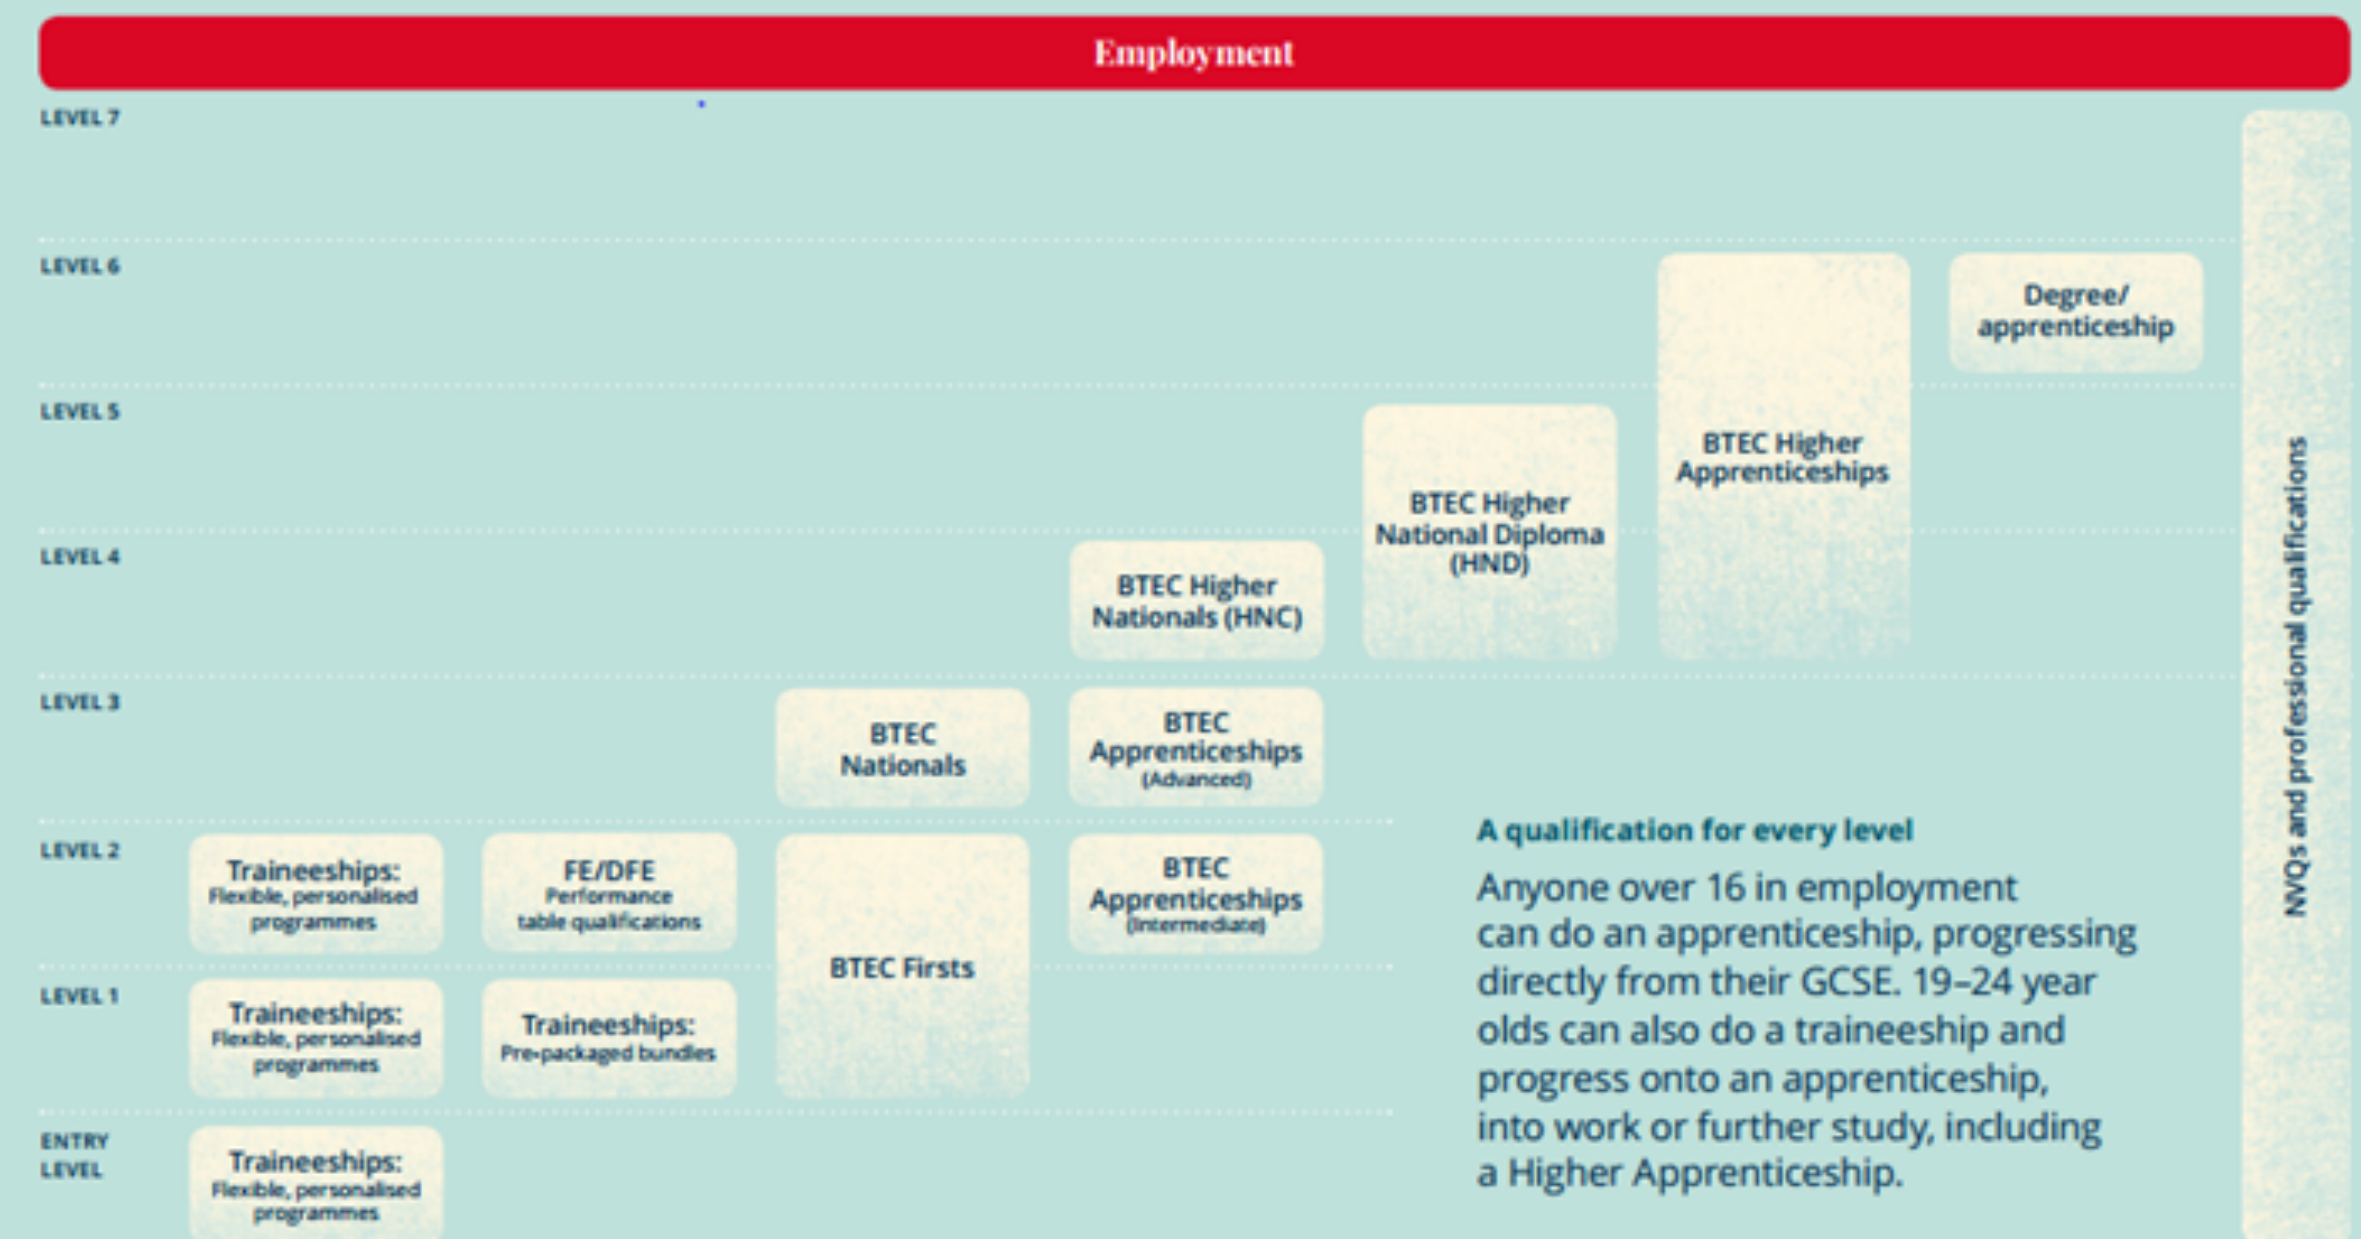 Employment
LEVEL 7
LEVEL 6
Degree/
apprenticeship
LEVEL 5
BTEC Higher
Apprenticeships
BTEC Higher
National Diploma
(HND)
LEVEL 4
BTEC Higher
Nationals (HNC)
LEVEL 3
BTEC
Nationals
BTEC
Apprenticeships
(Advanced)
LEVEL 2
Traineeships:
Flexible, personalised
programmes
FE/DFE
Performance
table qualifications
BTEC Firsts
BTEC
Apprenticeships
(Intermediate)
LEVEL 1
Traineeships:
Flexible, personalised
programmes
Traineeships:
Pre-packaged bundles
ENTRY
LEVEL
Traineeships:
Flexible, personalised
programmes
A qualification for every level
Anyone over 16 in employment
can do an apprenticeship, progressing
directly from their GCSE. 19–24 year
olds can also do a traineeship and
progress onto an apprenticeship,
into work or further study, including
a Higher Apprenticeship.
NVQs and professional qualifications